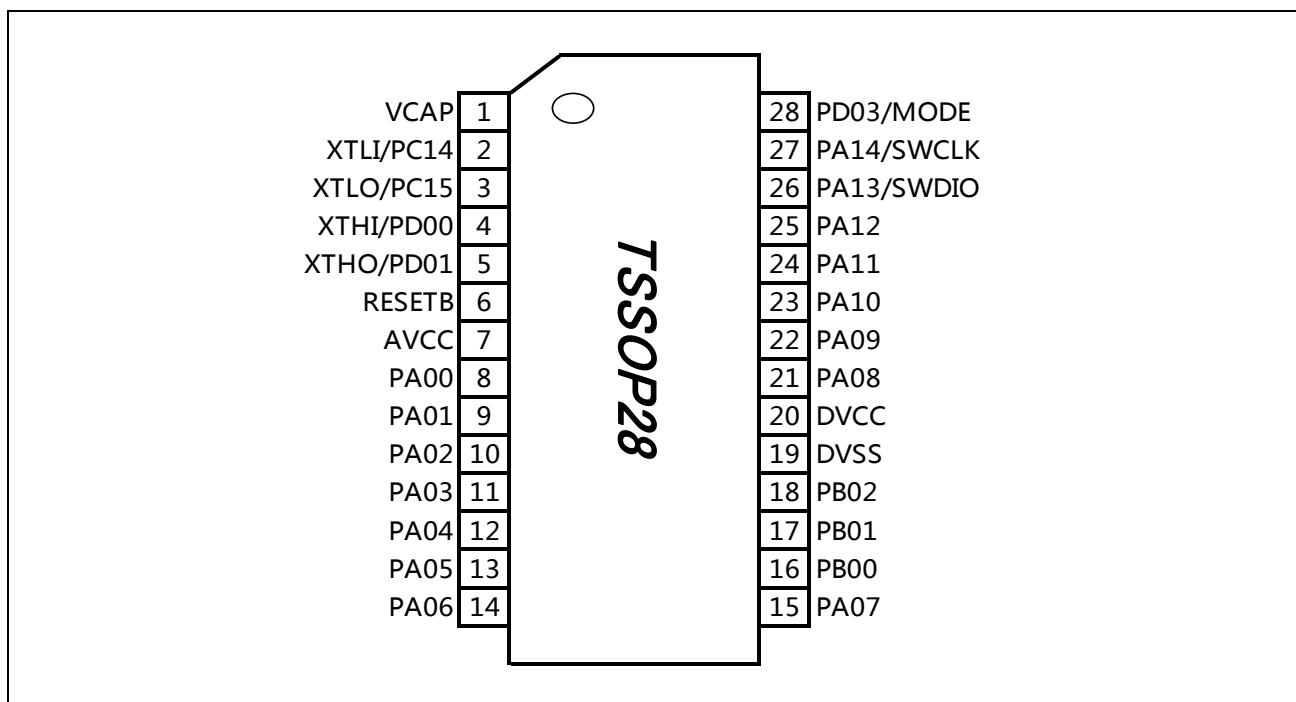 VCAP 1 28 PD03/MODE
XTLI/PC14 2 27 PA14/SWCLK
XTLO/PC15 3 26 PA13/SWDIO
XTHI/PD00 4 25 PA12
XTHO/PD01 5 24 PA11
RESETB 6 23 PA10
AVCC 7 22 PA09
PA00 8 21 PA08
PA01 9 20 DVCC
PA02 10 19 DVSS
PA03 11 18 PB02
PA04 12 17 PB01
PA05 13 16 PB00
PA06 14 15 PA07
TSSOP28